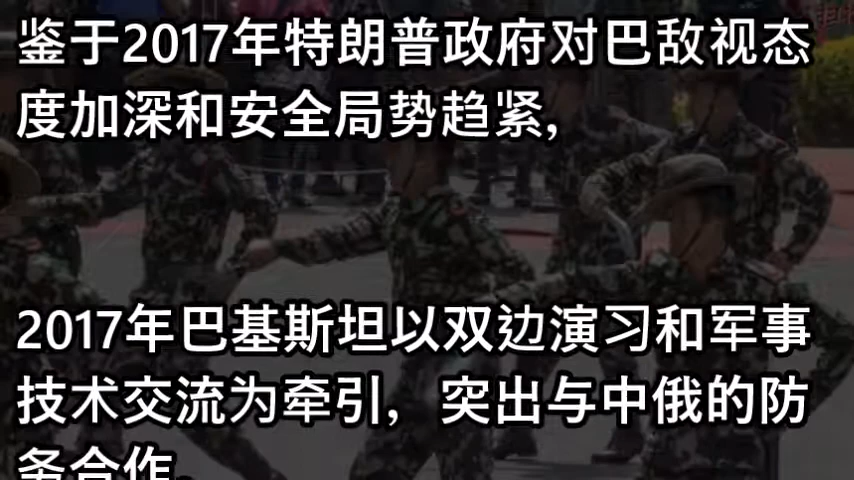 鉴于2017年特朗普政府对巴敌视态
度加深和安全局势趋紧,
2017年巴基斯坦以双边演习和军事
技术交流为牵引，突出与中俄的防
务合作,